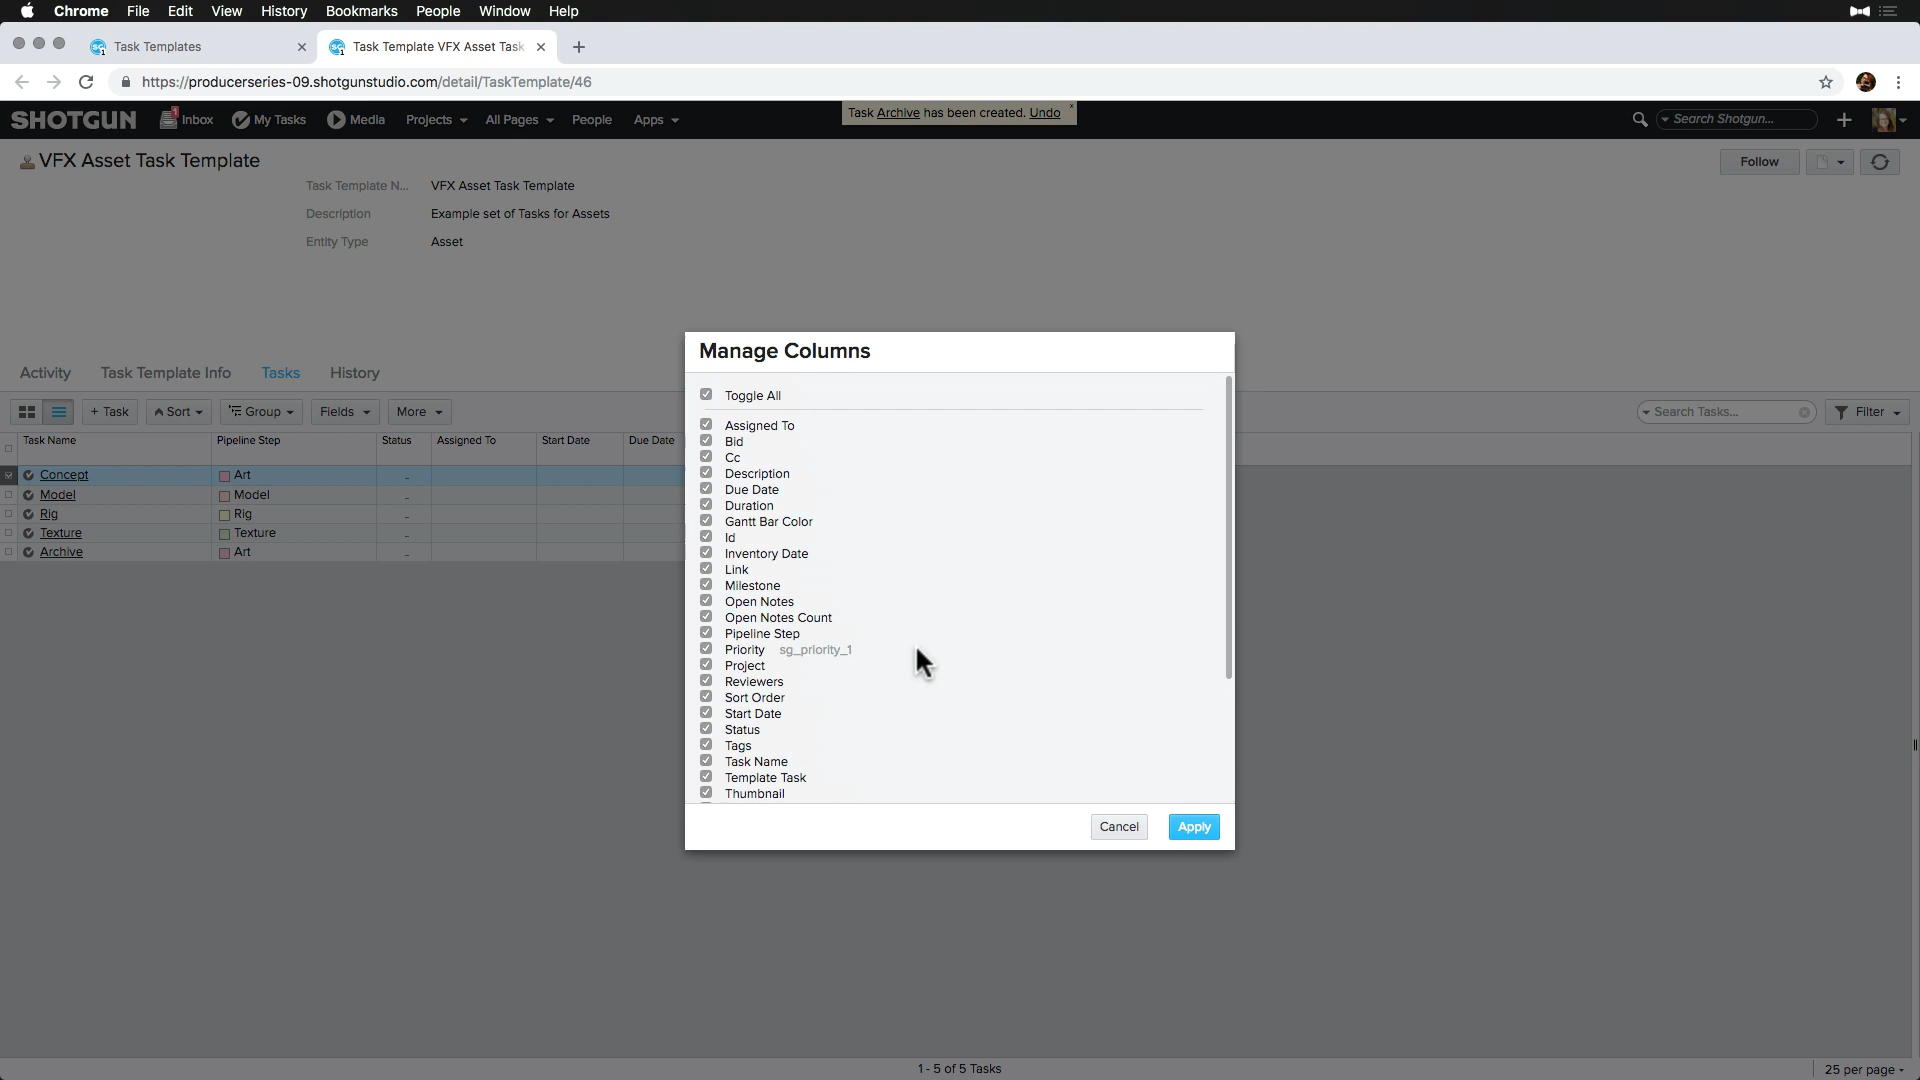 Chrome File Edit View History Bookmarks People Window Help
Task Templates
Task Template VFX Asset Task
https://producerseries-09.shotgunstudio.com/detail/TaskTemplate/46
SHOTGUN
1
Inbox
My Tasks
Media
Projects
All Pages
People
Apps
Task Archive has been created. Undo
Search Shotgun...
VFX Asset Task Template
Follow
Task Template N... VFX Asset Task Template
Description Example set of Tasks for Assets
Entity Type Asset
Activity Task Template Info Tasks History
+ Task Sort Group Fields More
Search Tasks... Filter
Task Name Pipeline Step Status Assigned To Start Date Due Date
Concept Art
Model Model
Rig Rig
Texture Texture
Archive Art
Manage Columns
Toggle All
Assigned To
Bid
Cc
Description
Due Date
Duration
Gantt Bar Color
Id
Inventory Date
Link
Milestone
Open Notes
Open Notes Count
Pipeline Step
Priority sg_priority_1
Project
Reviewers
Sort Order
Start Date
Status
Tags
Task Name
Template Task
Thumbnail
Cancel Apply
1 - 5 of 5 Tasks
25 per page